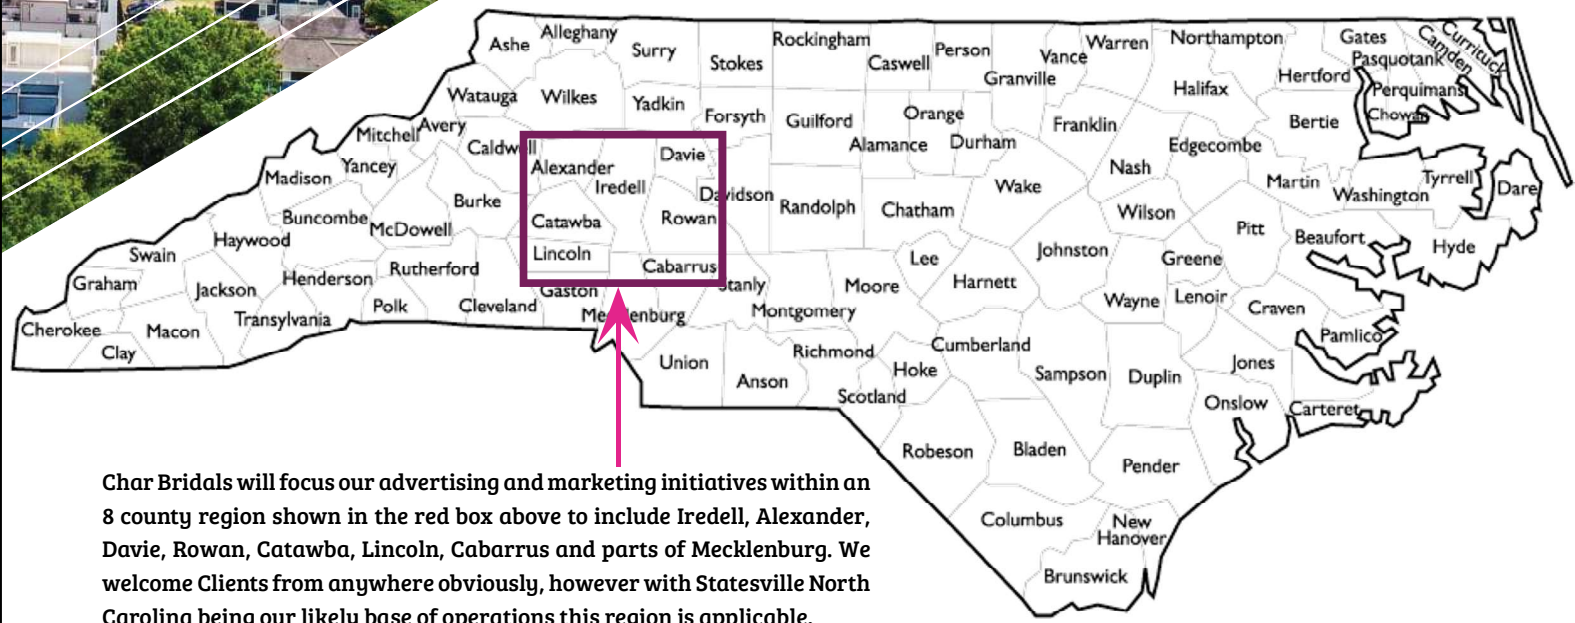 Alleghany
Ashe
Surry
Stokes
Rockingham
Caswell
Person
Granville
Vance
Warren
Northampton
Gates
Hertford
Pasquotank
Camden
Currituck
Perquimans
Chowan
Watauga
Wilkes
Yadkin
Forsyth
Guilford
Alamance
Orange
Durham
Franklin
Halifax
Bertie
Mitchell
Avery
Caldwell
Alexander
Davie
Iredell
Davidson
Randolph
Chatham
Wake
Nash
Edgecombe
Martin
Washington
Tyrrell
Dare
Madison
Yancey
Burke
Catawba
Rowan
Wilson
Pitt
Beaufort
Hyde
Buncombe
McDowell
Haywood
Swain
Lincoln
Cabarrus
Johnston
Greene
Lee
Graham
Jackson
Henderson
Rutherford
Gaston
Stanly
Moore
Harnett
Wayne
Lenoir
Craven
Cherokee
Macon
Transylvania
Polk
Cleveland
Mecklenburg
Montgomery
Clay
Pamlico
Union
Anson
Richmond
Hoke
Cumberland
Sampson
Duplin
Jones
Scotland
Onslow
Carteret
Robeson
Bladen
Pender
Columbus
New
Hanover
Brunswick
Char Bridals will focus our advertising and marketing initiatives within an
8 county region shown in the red box above to include Iredell, Alexander,
Davie, Rowan, Catawba, Lincoln, Cabarrus and parts of Mecklenburg. We
welcome Clients from anywhere obviously, however with Statesville North
Carolina being our likely base of operations this region is applicable.